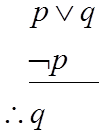 p ∨ q
¬p
∴ q